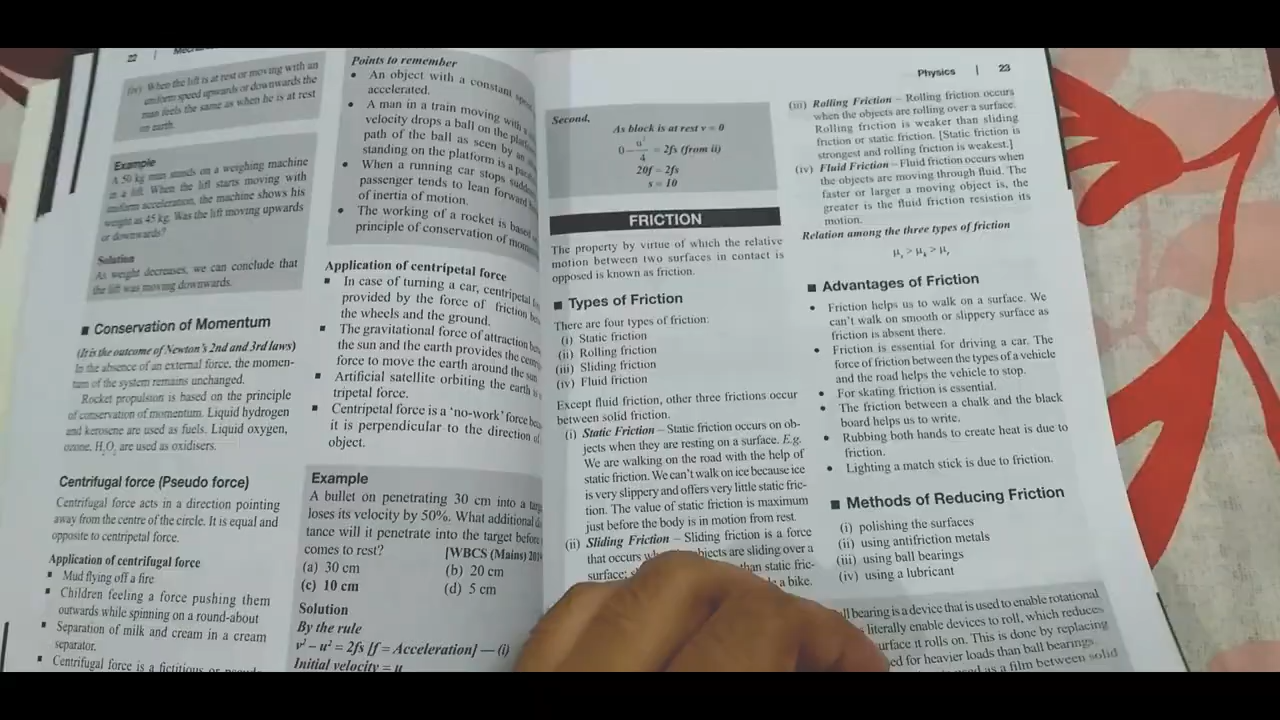 22 |
(iv) When the lift is at rest or moving with an
uniform speed upwards or downwards the
man feels the same as when he is at rest
on earth.
Example
A 50 kg man stands on a weighing machine
in a lift. When the lift starts moving with
uniform acceleration, the machine shows his
weight as 45 kg. Was the lift moving upwards
or downwards?
Solution
As weight decreases, we can conclude that
the lift was moving downwards.
■ Conservation of Momentum
(It is the outcome of Newton's 2nd and 3rd laws)
In the absence of an external force, the momen-
tum of the system remains unchanged.
Rocket propulsion is based on the principle
of conservation of momentum. Liquid hydrogen
and kerosene are used as fuels. Liquid oxygen,
ozone, H₂O₂ are used as oxidisers.
Centrifugal force (Pseudo force)
Centrifugal force acts in a direction pointing
away from the centre of the circle. It is equal and
opposite to centripetal force.
Application of centrifugal force
▪ Mud flying off a fire
▪ Children feeling a force pushing them
outwards while spinning on a round-about
▪ Separation of milk and cream in a cream
separator.
▪ Centrifugal force is a fictitious or
Points to remember
• An object with a constant
accelerated.
• A man in a train moving with a
velocity drops a ball on the
path of the ball as seen by an
standing on the platform is a
• When a running car stops
passenger tends to lean forward
of inertia of motion.
• The working of a rocket is based
principle of conservation of
Application of centripetal force
▪ In case of turning a car, centripetal
provided by the force of friction
the wheels and the ground.
▪ The gravitational force of attraction
the sun and the earth provides the
force to move the earth around the sun
▪ Artificial satellite orbiting the earth is
tripetal force.
▪ Centripetal force is a 'no-work' force
it is perpendicular to the direction of
object.
Example
A bullet on penetrating 30 cm into a
loses its velocity by 50%. What additional
tance will it penetrate into the target before
comes to rest? [WBCS (Mains)
(a) 30 cm (b) 20 cm
(c) 10 cm (d) 5 cm
Solution
By the rule
v² – u² = 2fs [f = Acceleration] — (i)
Initial velocity = u
Physics | 23
Second,
As block is at rest v = 0
0 – u²/4 = 2fs (from ii)
20f = 2fs
s = 10
FRICTION
The property by virtue of which the relative
motion between two surfaces in contact is
opposed is known as friction.
■ Types of Friction
There are four types of friction:
(i) Static friction
(ii) Rolling friction
(iii) Sliding friction
(iv) Fluid friction
Except fluid friction, other three frictions occur
between solid friction.
(i) Static Friction – Static friction occurs on ob-
jects when they are resting on a surface. E.g.
We are walking on the road with the help of
static friction. We can't walk on ice because ice
is very slippery and offers very little static fric-
tion. The value of static friction is maximum
just before the body is in motion from rest.
(ii) Sliding Friction – Sliding friction is a force
that occurs objects are sliding over a
surface; than static fric-
a bike.
(iii) Rolling Friction – Rolling friction occurs
when the objects are rolling over a surface.
Rolling friction is weaker than sliding
friction or static friction. [Static friction is
strongest and rolling friction is weakest.]
(iv) Fluid Friction – Fluid friction occurs when
the objects are moving through fluid. The
faster or larger a moving object is, the
greater is the fluid friction resistion its
motion.
Relation among the three types of friction
μₛ > μₖ > μᵣ
■ Advantages of Friction
• Friction helps us to walk on a surface. We
can't walk on smooth or slippery surface as
friction is absent there.
• Friction is essential for driving a car. The
force of friction between the types of a vehicle
and the road helps the vehicle to stop.
• For skating friction is essential.
• The friction between a chalk and the black
board helps us to write.
• Rubbing both hands to create heat is due to
friction.
• Lighting a match stick is due to friction.
■ Methods of Reducing Friction
(i) polishing the surfaces
(ii) using antifriction metals
(iii) using ball bearings
(iv) using a lubricant
bearing is a device that is used to enable rotational
literally enable devices to roll, which reduces
it rolls on. This is done by replacing
for heavier loads than ball bearings.
as a film between solid